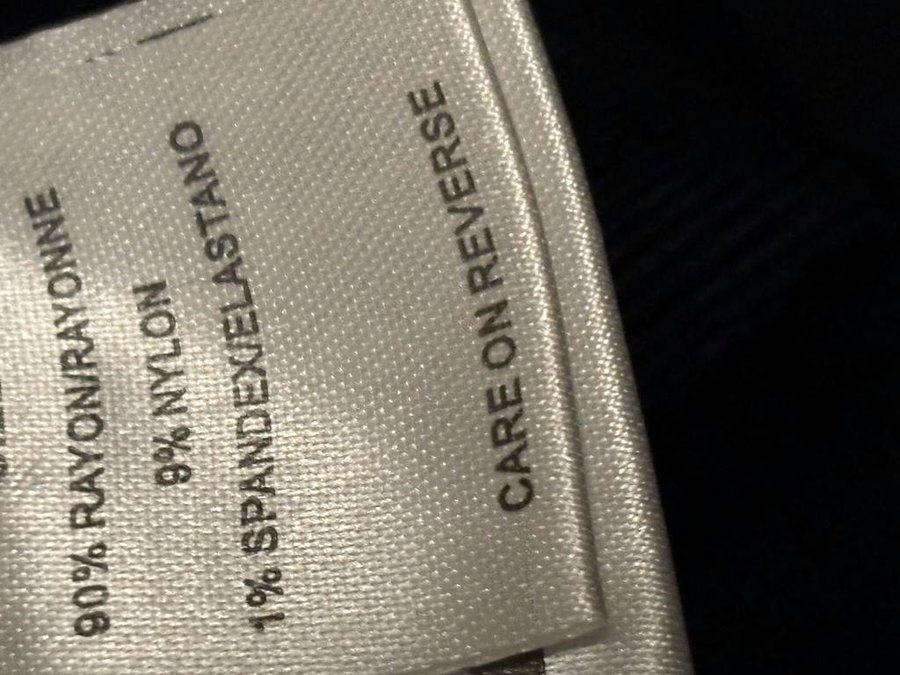 90% RAYON/RAYONNE
9% NYLON
1% SPANDEX/ELASTANO
CARE ON REVERSE